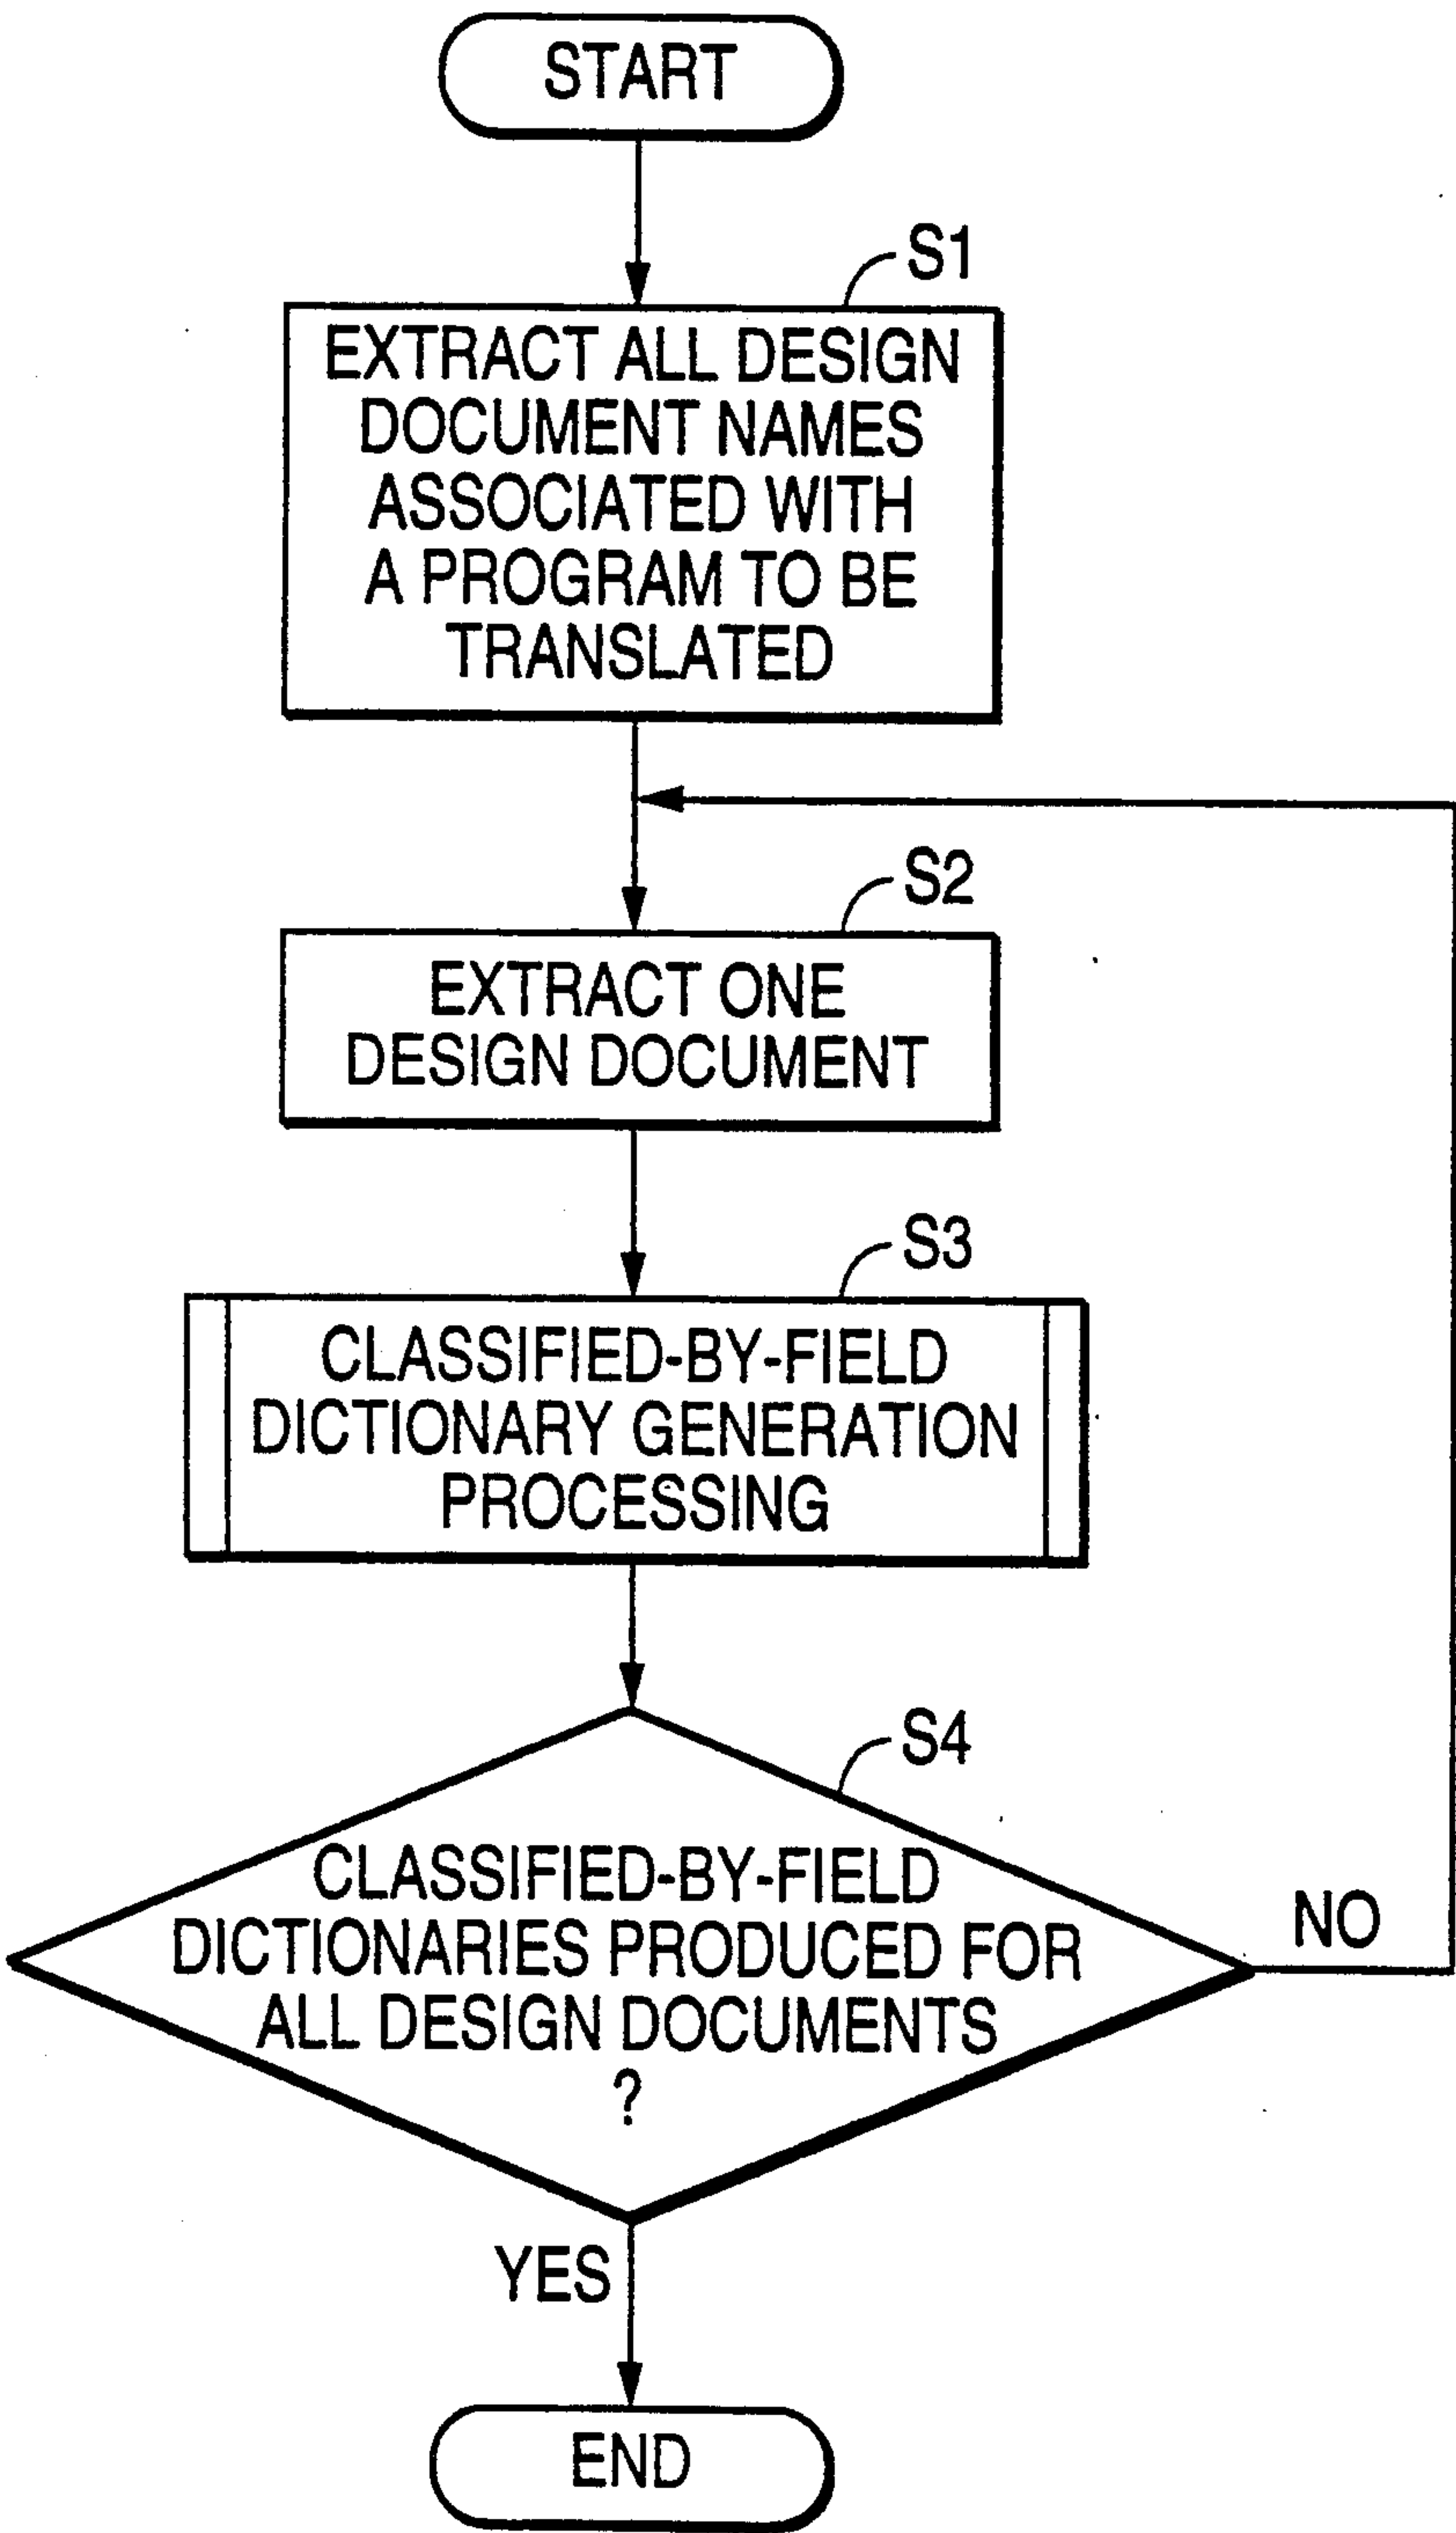 START
S1
EXTRACT ALL DESIGN
DOCUMENT NAMES
ASSOCIATED WITH
A PROGRAM TO BE
TRANSLATED
S2
EXTRACT ONE
DESIGN DOCUMENT
S3
CLASSIFIED-BY-FIELD
DICTIONARY GENERATION
PROCESSING
S4
CLASSIFIED-BY-FIELD
DICTIONARIES PRODUCED FOR
ALL DESIGN DOCUMENTS
?
NO
YES
END